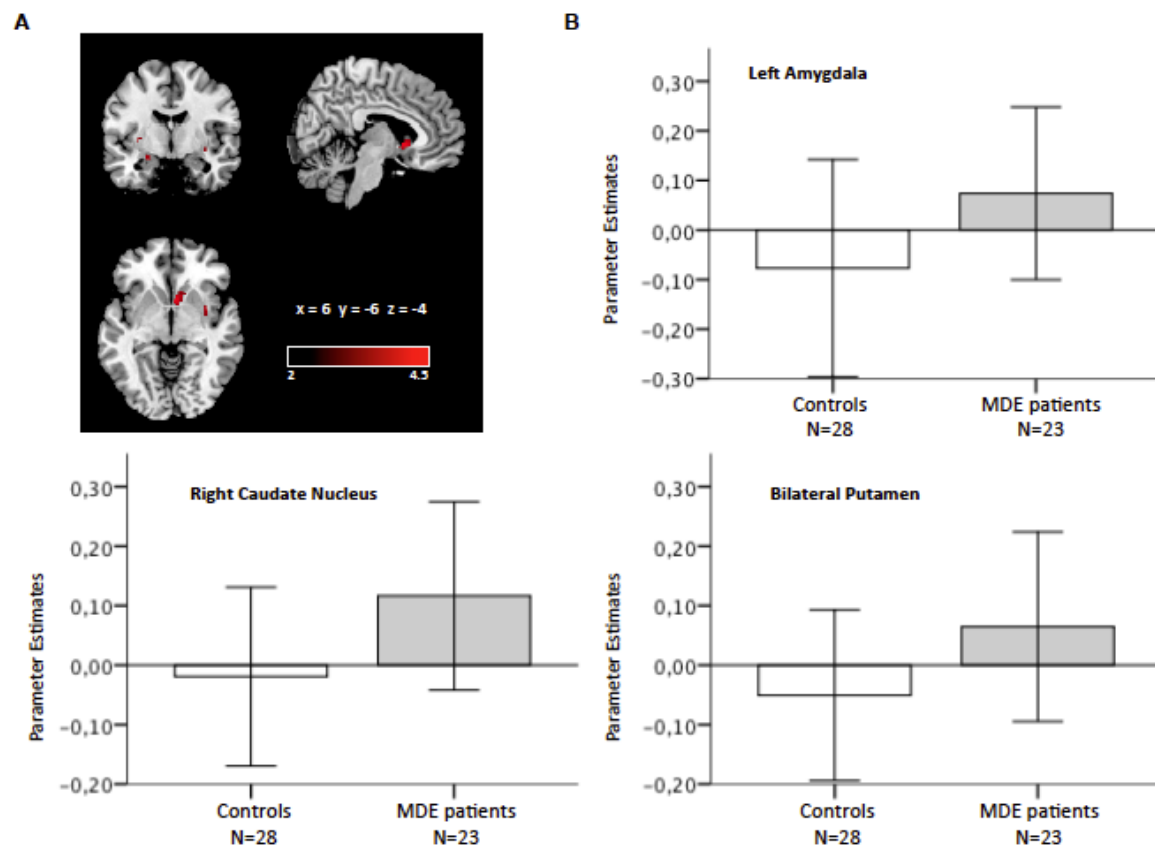 A
x = 6  y = -6  z = -4
2
4.5
B
Left Amygdala
Parameter Estimates
0,30
0,20
0,10
0,00
-0,10
-0,20
-0,30
Controls
N=28
MDE patients
N=23
Right Caudate Nucleus
Parameter Estimates
0,30
0,20
0,10
0,00
-0,10
-0,20
Controls
N=28
MDE patients
N=23
Bilateral Putamen
Parameter Estimates
0,30
0,20
0,10
0,00
-0,10
-0,20
Controls
N=28
MDE patients
N=23